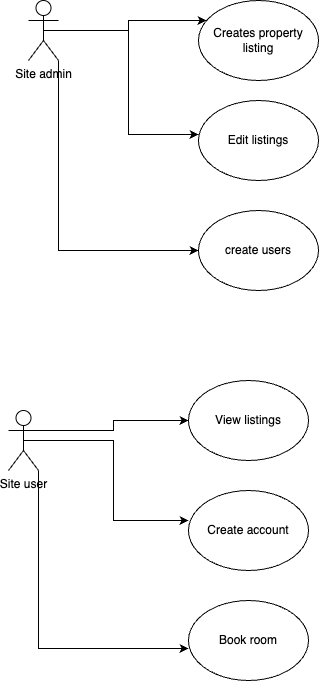 Creates property
listing
Site admin
Edit listings
create users
View listings
Site user
Create account
Book room